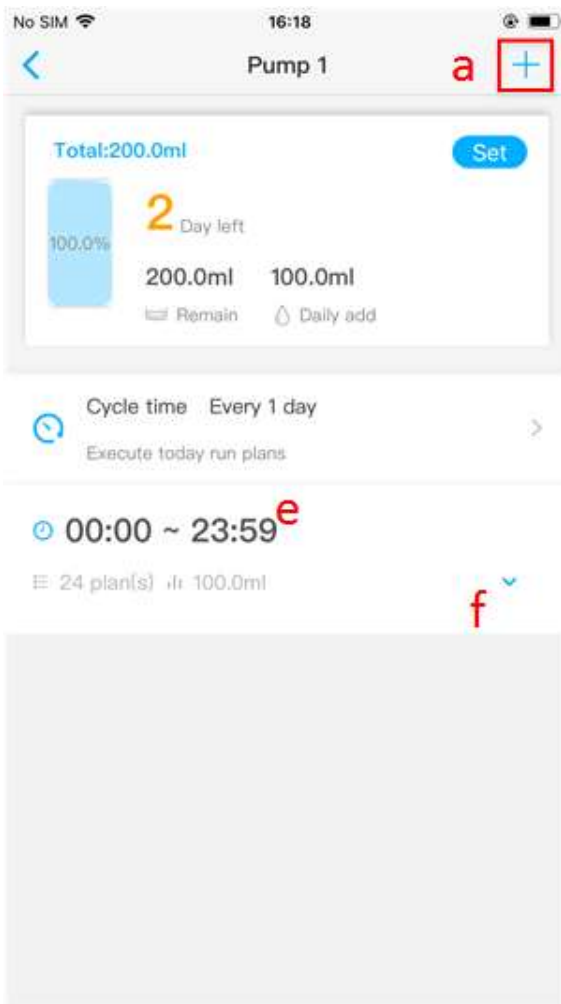 No SIM 16:18
Pump 1 a
Total:200.0ml Set
100.0% 2 Day left
200.0ml 100.0ml
Remain Daily add
Cycle time Every 1 day
Execute today run plans
00:00 ~ 23:59 e
24 plan(s) 100.0ml
f